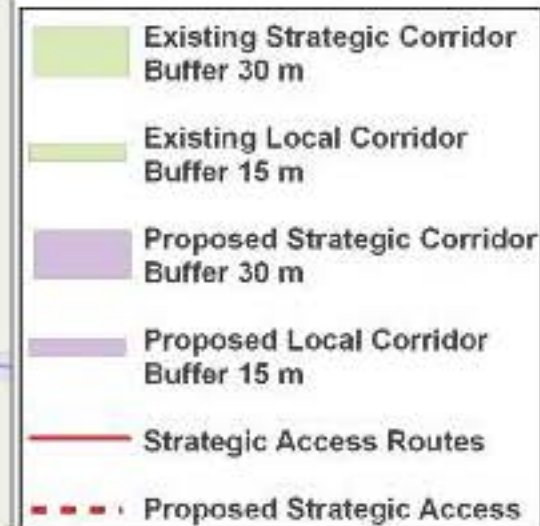 Existing Strategic Corridor
Buffer 30 m
Existing Local Corridor
Buffer 15 m
Proposed Strategic Corridor
Buffer 30 m
Proposed Local Corridor
Buffer 15 m
Strategic Access Routes
Proposed Strategic Access